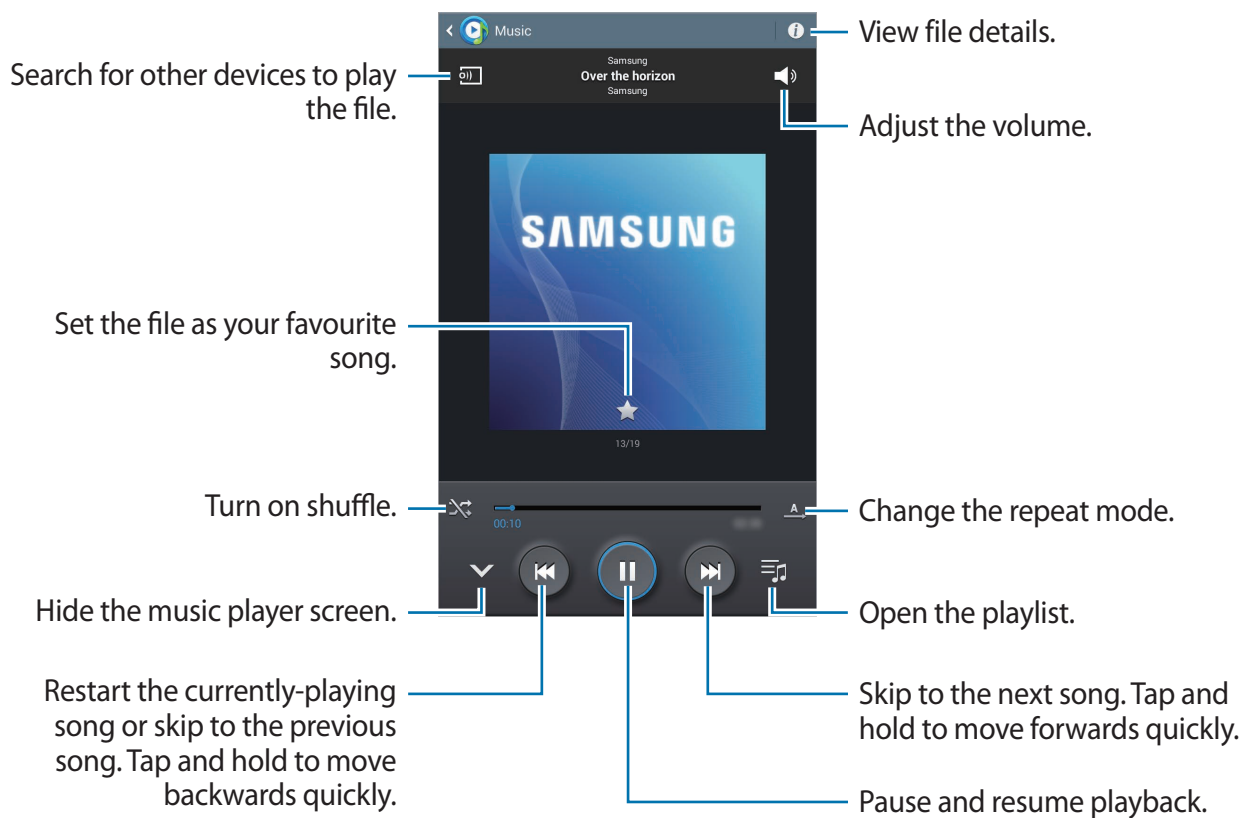 Music
View file details.
Search for other devices to play
the file.
Samsung
Over the horizon
Samsung
Adjust the volume.
SAMSUNG
Set the file as your favourite
song.
13/19
Turn on shuffle.
00:10
A
Change the repeat mode.
Hide the music player screen.
Open the playlist.
Restart the currently-playing
song or skip to the previous
song. Tap and hold to move
backwards quickly.
Skip to the next song. Tap and
hold to move forwards quickly.
Pause and resume playback.